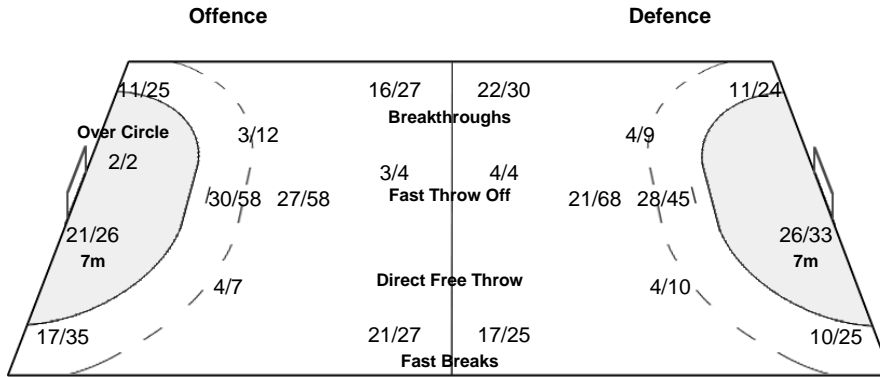 Offence Defence
11/25 16/27 22/30 11/24
Breakthroughs
Over Circle 3/12 4/9
2/2 3/4 4/4
30/58 27/58 Fast Throw Off 21/68 28/45
21/26 26/33
7m 7m
4/7 Direct Free Throw 4/10
17/35 21/27 17/25 10/25
Fast Breaks